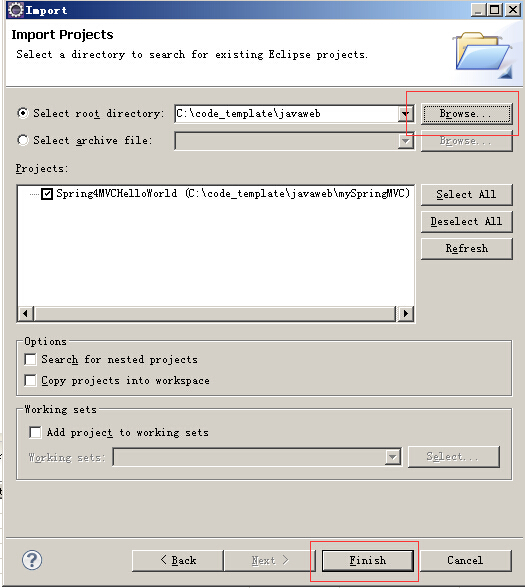 Import
Import Projects
Select a directory to search for existing Eclipse projects.
Select root directory: C:\code_template\javaweb Browse...
Select archive file: Browse...
Projects:
Spring4MVCHelloWorld (C:\code_template\javaweb\mySpringMVC)
Select All
Deselect All
Refresh
Options
Search for nested projects
Copy projects into workspace
Working sets
Add project to working sets
Working sets: Select...
? < Back Next > Finish Cancel